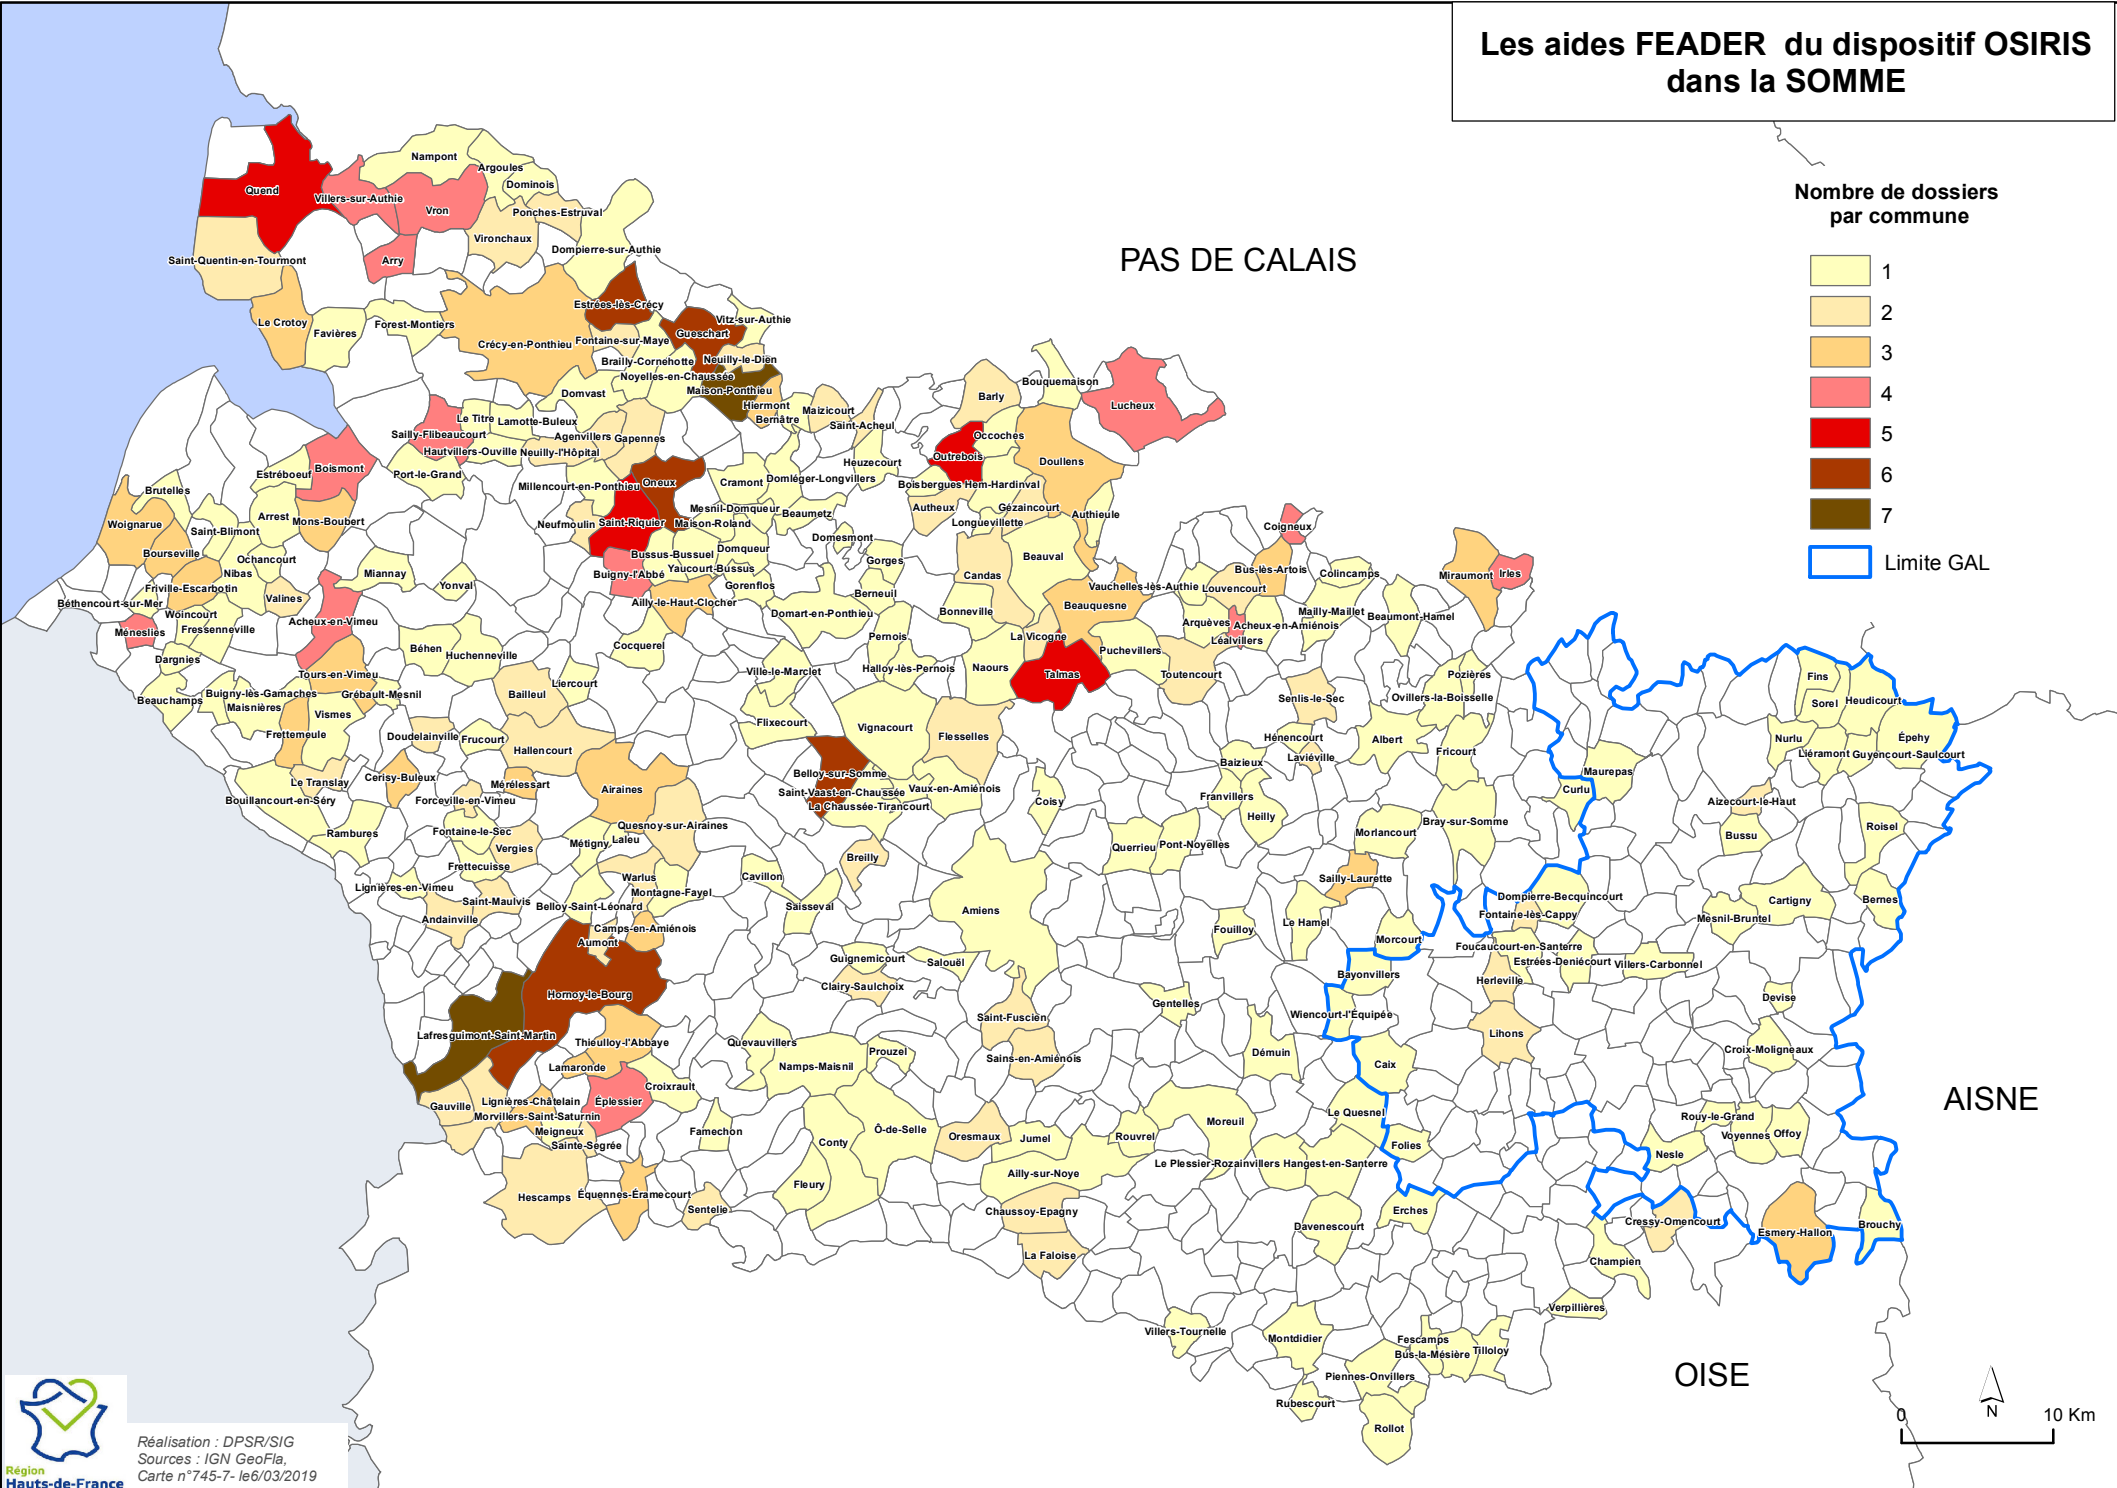 Les aides FEADER du dispositif OSIRIS
dans la SOMME
Nombre de dossiers
par commune
1
2
3
4
5
6
7
Limite GAL
PAS DE CALAIS
AISNE
OISE
Nampont
Argoules
Dominois
Quend
Villers-sur-Authie
Vron
Ponches-Estruval
Vironchaux
Dompierre-sur-Authie
Saint-Quentin-en-Tourmont
Arry
Estrées-lès-Crécy
Le Crotoy
Favières
Forest-Montiers
Vitz-sur-Authie
Gueschart
Crécy-en-Ponthieu
Fontaine-sur-Maye
Brailly-Cornehotte
Neuilly-le-Dien
Noyelles-en-Chaussée
Maison-Ponthieu
Domvast
Hiermont
Bernâtre
Maizicourt
Saint-Acheul
Barly
Bouquemaison
Lucheux
Le Titre
Lamotte-Buleux
Sailly-Flibeaucourt
Agenvillers
Gapennes
Hautvillers-Ouville
Neuilly-l'Hôpital
Occoches
Outrebois
Doullens
Heuzecourt
Boismont
Estréboeuf
Port-le-Grand
Millencourt-en-Ponthieu
Oneux
Cramont
Domléger-Longvillers
Boisbergues
Hem-Hardinval
Brutelles
Woignarue
Saint-Blimont
Arrest
Mons-Boubert
Neufmoulin
Saint-Riquier
Mesnil-Domqueur
Maison-Roland
Beaumetz
Autheux
Gézaincourt
Longuevillette
Authieule
Coigneux
Bourseville
Ochancourt
Nibas
Bussus-Bussuel
Domqueur
Domesmont
Yaucourt-Bussus
Gorges
Beauval
Miannay
Yonval
Buigny-l'Abbé
Gorenflos
Berneuil
Candas
Vauchelles-lès-Authie
Louvencourt
Bus-lès-Artois
Colincamps
Miraumont
Irles
Friville-Escarbotin
Valines
Béthencourt-sur-Mer
Woincourt
Ailly-le-Haut-Clocher
Domart-en-Ponthieu
Bonneville
Beauquesne
Mailly-Maillet
Beaumont-Hamel
Méneslies
Fressenneville
Acheux-en-Vimeu
Arquèves
Acheux-en-Amiénois
Léalvillers
Cocquerel
Pernois
La Vicogne
Puchevillers
Dargnies
Béhen
Huchenneville
Ville-le-Marclet
Halloy-lès-Pernois
Naours
Talmas
Toutencourt
Pozières
Tours-en-Vimeu
Beauchamps
Buigny-lès-Gamaches
Grébault-Mesnil
Maisnières
Bailleul
Liercourt
Senlis-le-Sec
Ovillers-la-Boisselle
Fins
Sorel
Heudicourt
Vismes
Frettemeule
Doudelainville
Frucourt
Flixecourt
Vignacourt
Flesselles
Hénencourt
Albert
Fricourt
Nurlu
Épehy
Hallencourt
Laviéville
Liéramont
Guyencourt-Saulcourt
Baizieux
Le Translay
Cerisy-Buleux
Mérélessart
Airaines
Belloy-sur-Somme
Maurepas
Curlu
Saint-Vaast-en-Chaussée
Vaux-en-Amiénois
Coisy
Franvillers
Bouillancourt-en-Séry
Forceville-en-Vimeu
La Chaussée-Tirancourt
Aizecourt-le-Haut
Heilly
Rambures
Fontaine-le-Sec
Quesnoy-sur-Airaines
Bray-sur-Somme
Morlancourt
Bussu
Roisel
Vergies
Métigny
Laleu
Breilly
Querrieu
Pont-Noyelles
Frettecuisse
Warlus
Cavillon
Sailly-Laurette
Lignières-en-Vimeu
Montagne-Fayel
Saint-Maulvis
Belloy-Saint-Léonard
Saisseval
Amiens
Dompierre-Becquincourt
Cartigny
Bernes
Andainville
Camps-en-Amiénois
Fontaine-lès-Cappy
Mesnil-Bruntel
Aumont
Fouilloy
Le Hamel
Morcourt
Foucaucourt-en-Santerre
Guignemicourt
Salouël
Estrées-Deniécourt
Villers-Carbonnel
Bayonvillers
Clairy-Saulchoix
Herleville
Hornoy-le-Bourg
Gentelles
Devise
Saint-Fuscien
Wiencourt-l'Équipée
Lafresguimont-Saint-Martin
Thieulloy-l'Abbaye
Quevauvillers
Lihons
Prouzel
Sains-en-Amiénois
Démuin
Croix-Moligneaux
Lamaronde
Namps-Maisnil
Caix
Croixrault
Gauville
Lignières-Châtelain
Éplessier
Morvillers-Saint-Saturnin
Le Quesnel
Rouy-le-Grand
Meigneux
Famechon
Moreuil
Conty
Ô-de-Selle
Oresmaux
Jumel
Rouvrel
Voyennes
Offoy
Sainte-Segrée
Folies
Nesle
Le Plessier-Rozainvillers
Hangest-en-Santerre
Ailly-sur-Noye
Fleury
Hescamps
Équennes-Éramecourt
Sentelie
Chaussoy-Epagny
Erches
Davenescourt
Cressy-Omencourt
Esmery-Hallon
Brouchy
La Faloise
Champien
Verpillières
Villers-Tournelle
Montdidier
Fescamps
Bus-la-Mésière
Tilloloy
Piennes-Onvillers
Rubescourt
Rollot
0
N
10 Km
Réalisation : DPSR/SIG
Sources : IGN GeoFla,
Carte n°745-7- le6/03/2019
Région
Hauts-de-France